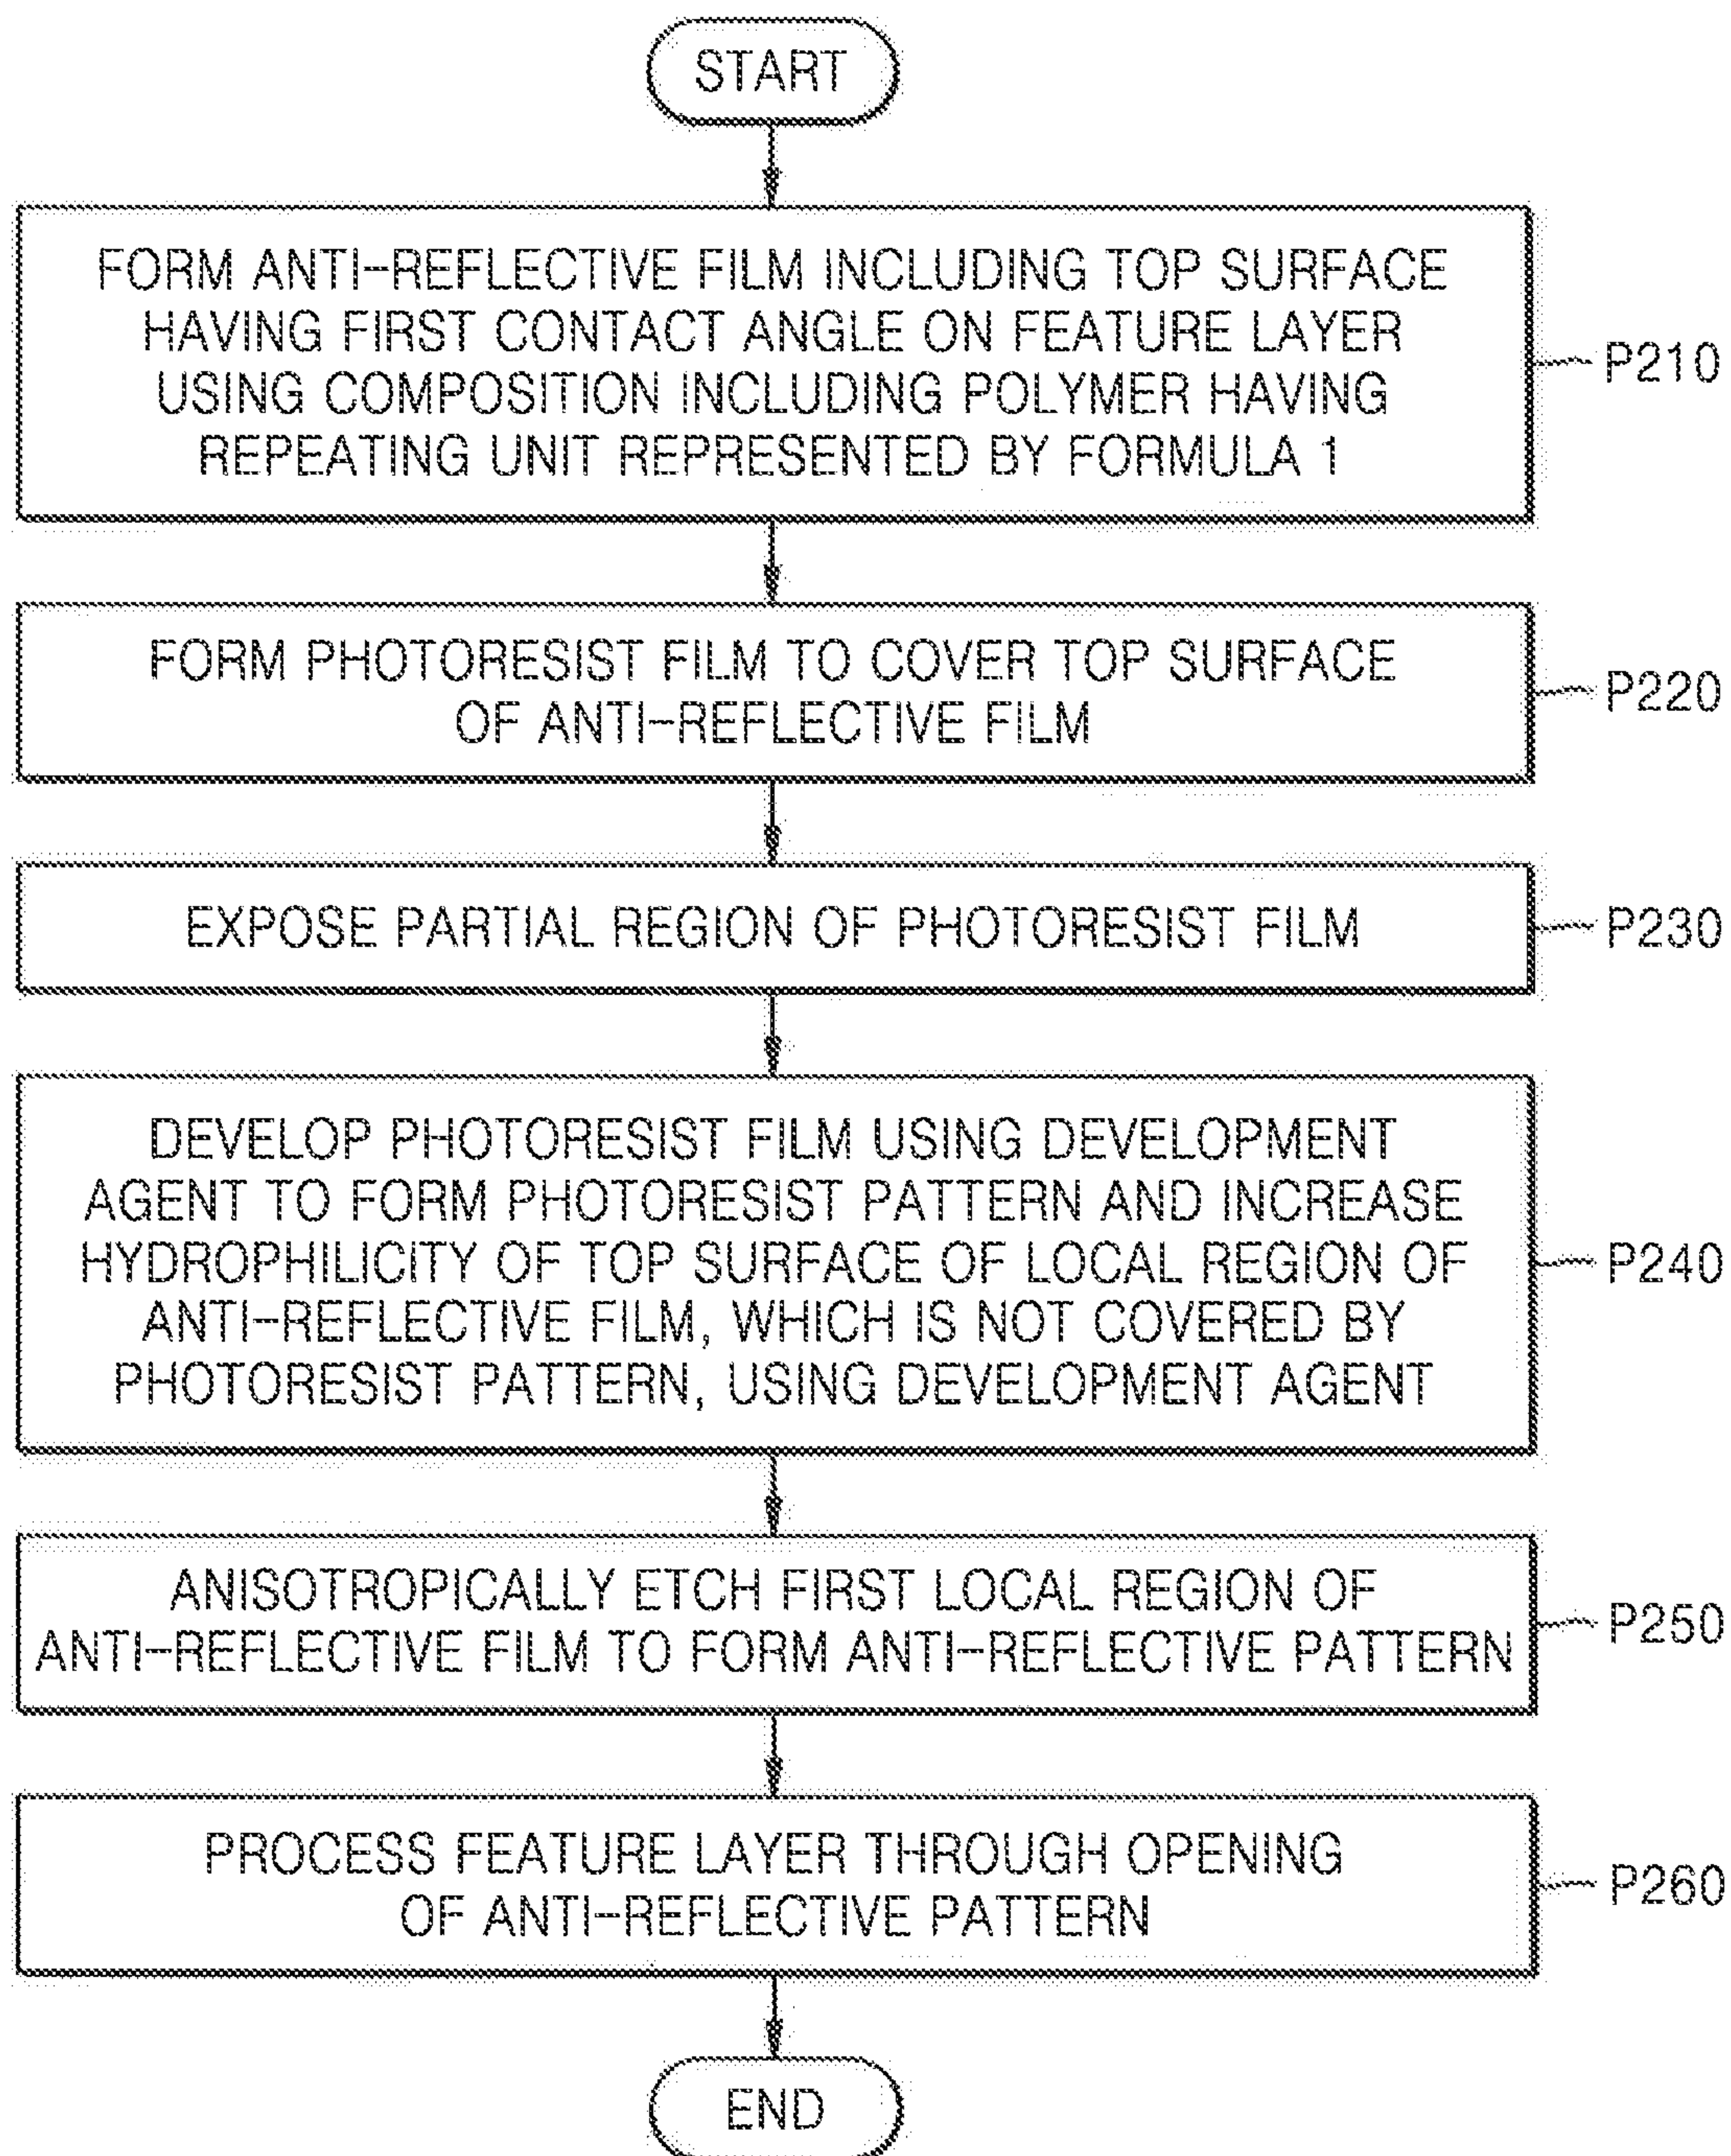 START
FORM ANTI-REFLECTIVE FILM INCLUDING TOP SURFACE
HAVING FIRST CONTACT ANGLE ON FEATURE LAYER
USING COMPOSITION INCLUDING POLYMER HAVING
REPEATING UNIT REPRESENTED BY FORMULA 1
P210
FORM PHOTORESIST FILM TO COVER TOP SURFACE
OF ANTI-REFLECTIVE FILM
P220
EXPOSE PARTIAL REGION OF PHOTORESIST FILM
P230
DEVELOP PHOTORESIST FILM USING DEVELOPMENT
AGENT TO FORM PHOTORESIST PATTERN AND INCREASE
HYDROPHILICITY OF TOP SURFACE OF LOCAL REGION OF
ANTI-REFLECTIVE FILM, WHICH IS NOT COVERED BY
PHOTORESIST PATTERN, USING DEVELOPMENT AGENT
P240
ANISOTROPICALLY ETCH FIRST LOCAL REGION OF
ANTI-REFLECTIVE FILM TO FORM ANTI-REFLECTIVE PATTERN
P250
PROCESS FEATURE LAYER THROUGH OPENING
OF ANTI-REFLECTIVE PATTERN
P260
END